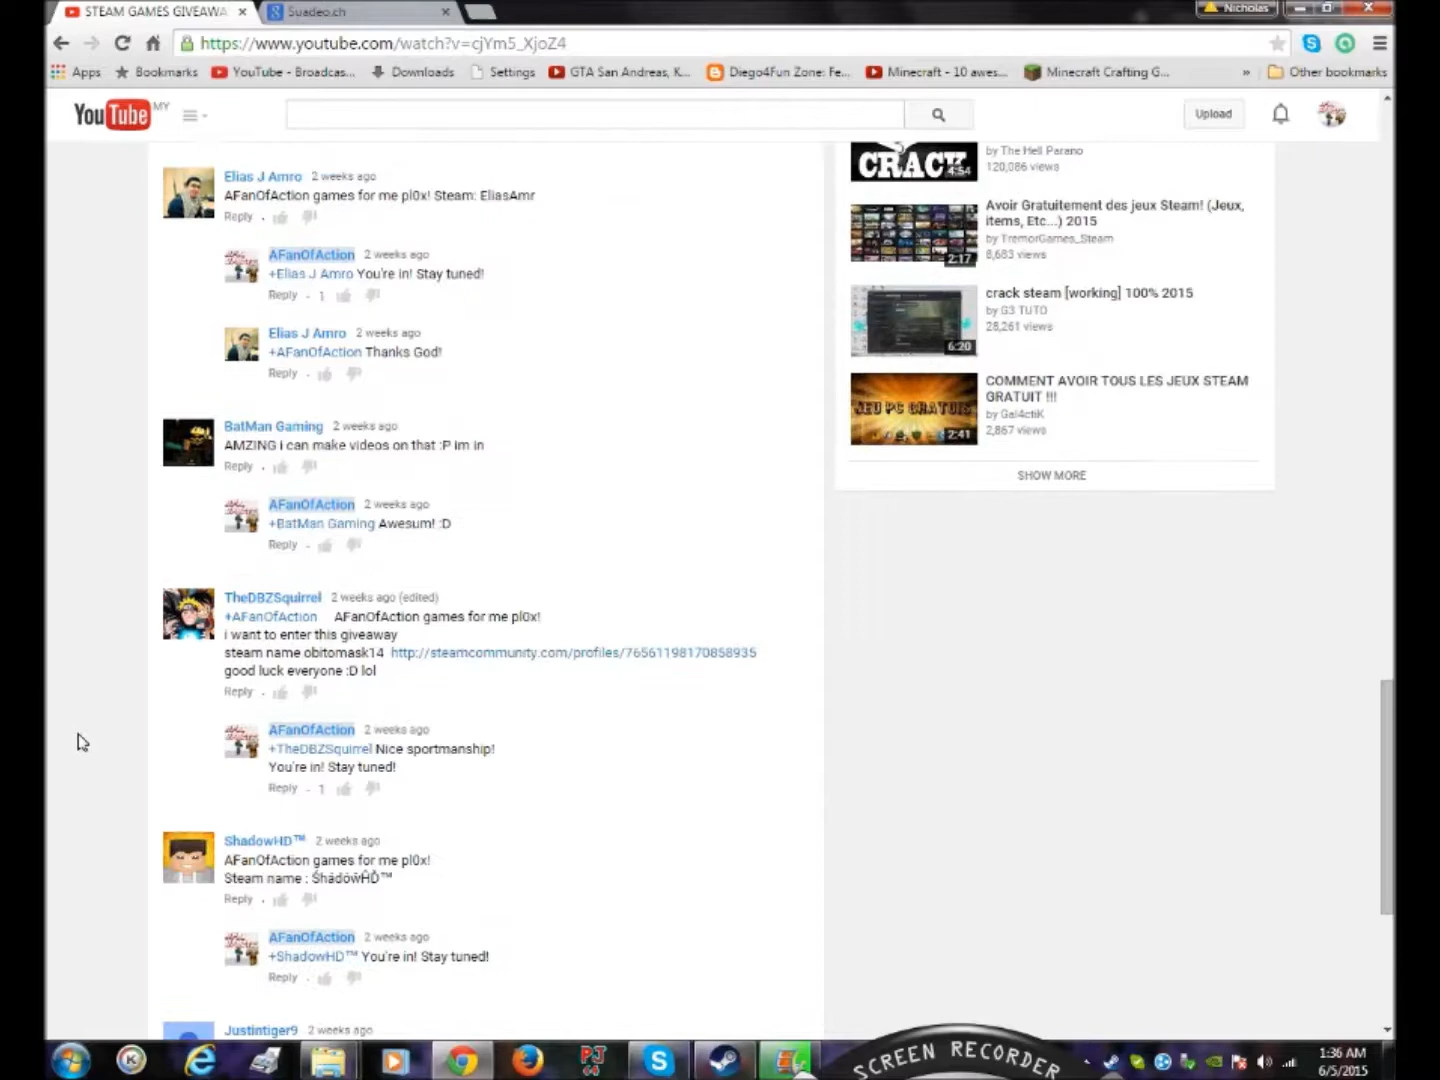 STEAM GAMES GIVEAWA
Suadeo.ch
Nicholas
https://www.youtube.com/watch?v=cjYm5_XjoZ4
Apps Bookmarks YouTube - Broadcas... Downloads Settings GTA San Andreas, K... Diego4Fun Zone: Fe... Minecraft - 10 awes... Minecraft Crafting G... » Other bookmarks
YouTube MY
Upload
Elias J Amro 2 weeks ago
AFanOfAction games for me pl0x! Steam: EliasAmr
Reply
AFanOfAction 2 weeks ago
+Elias J Amro You're in! Stay tuned!
Reply · 1
Elias J Amro 2 weeks ago
+AFanOfAction Thanks God!
Reply
BatMan Gaming 2 weeks ago
AMZING i can make videos on that :P im in
Reply
AFanOfAction 2 weeks ago
+BatMan Gaming Awesum! :D
Reply
TheDBZSquirrel 2 weeks ago (edited)
+AFanOfAction AFanOfAction games for me pl0x!
i want to enter this giveaway
steam name obitomask14 http://steamcommunity.com/profiles/76561198170858935
good luck everyone :D lol
Reply
AFanOfAction 2 weeks ago
+TheDBZSquirrel Nice sportmanship!
You're in! Stay tuned!
Reply · 1
ShadowHD™ 2 weeks ago
AFanOfAction games for me pl0x!
Steam name :
Reply
AFanOfAction 2 weeks ago
+ShadowHD™ You're in! Stay tuned!
Reply
Justintiger9 2 weeks ago
CRACK
4:54
by The Hell Parano
120,086 views
Avoir Gratuitement des jeux Steam! (Jeux,
items, Etc...) 2015
by TremorGames_Steam
8,683 views
2:17
crack steam [working] 100% 2015
by G3 TUTO
28,261 views
6:20
COMMENT AVOIR TOUS LES JEUX STEAM
GRATUIT !!!
by Gal4ctiK
2,867 views
JEU PC GRATUIS
2:41
SHOW MORE
PJ
64
SCREEN RECORDER
1:36 AM
6/5/2015